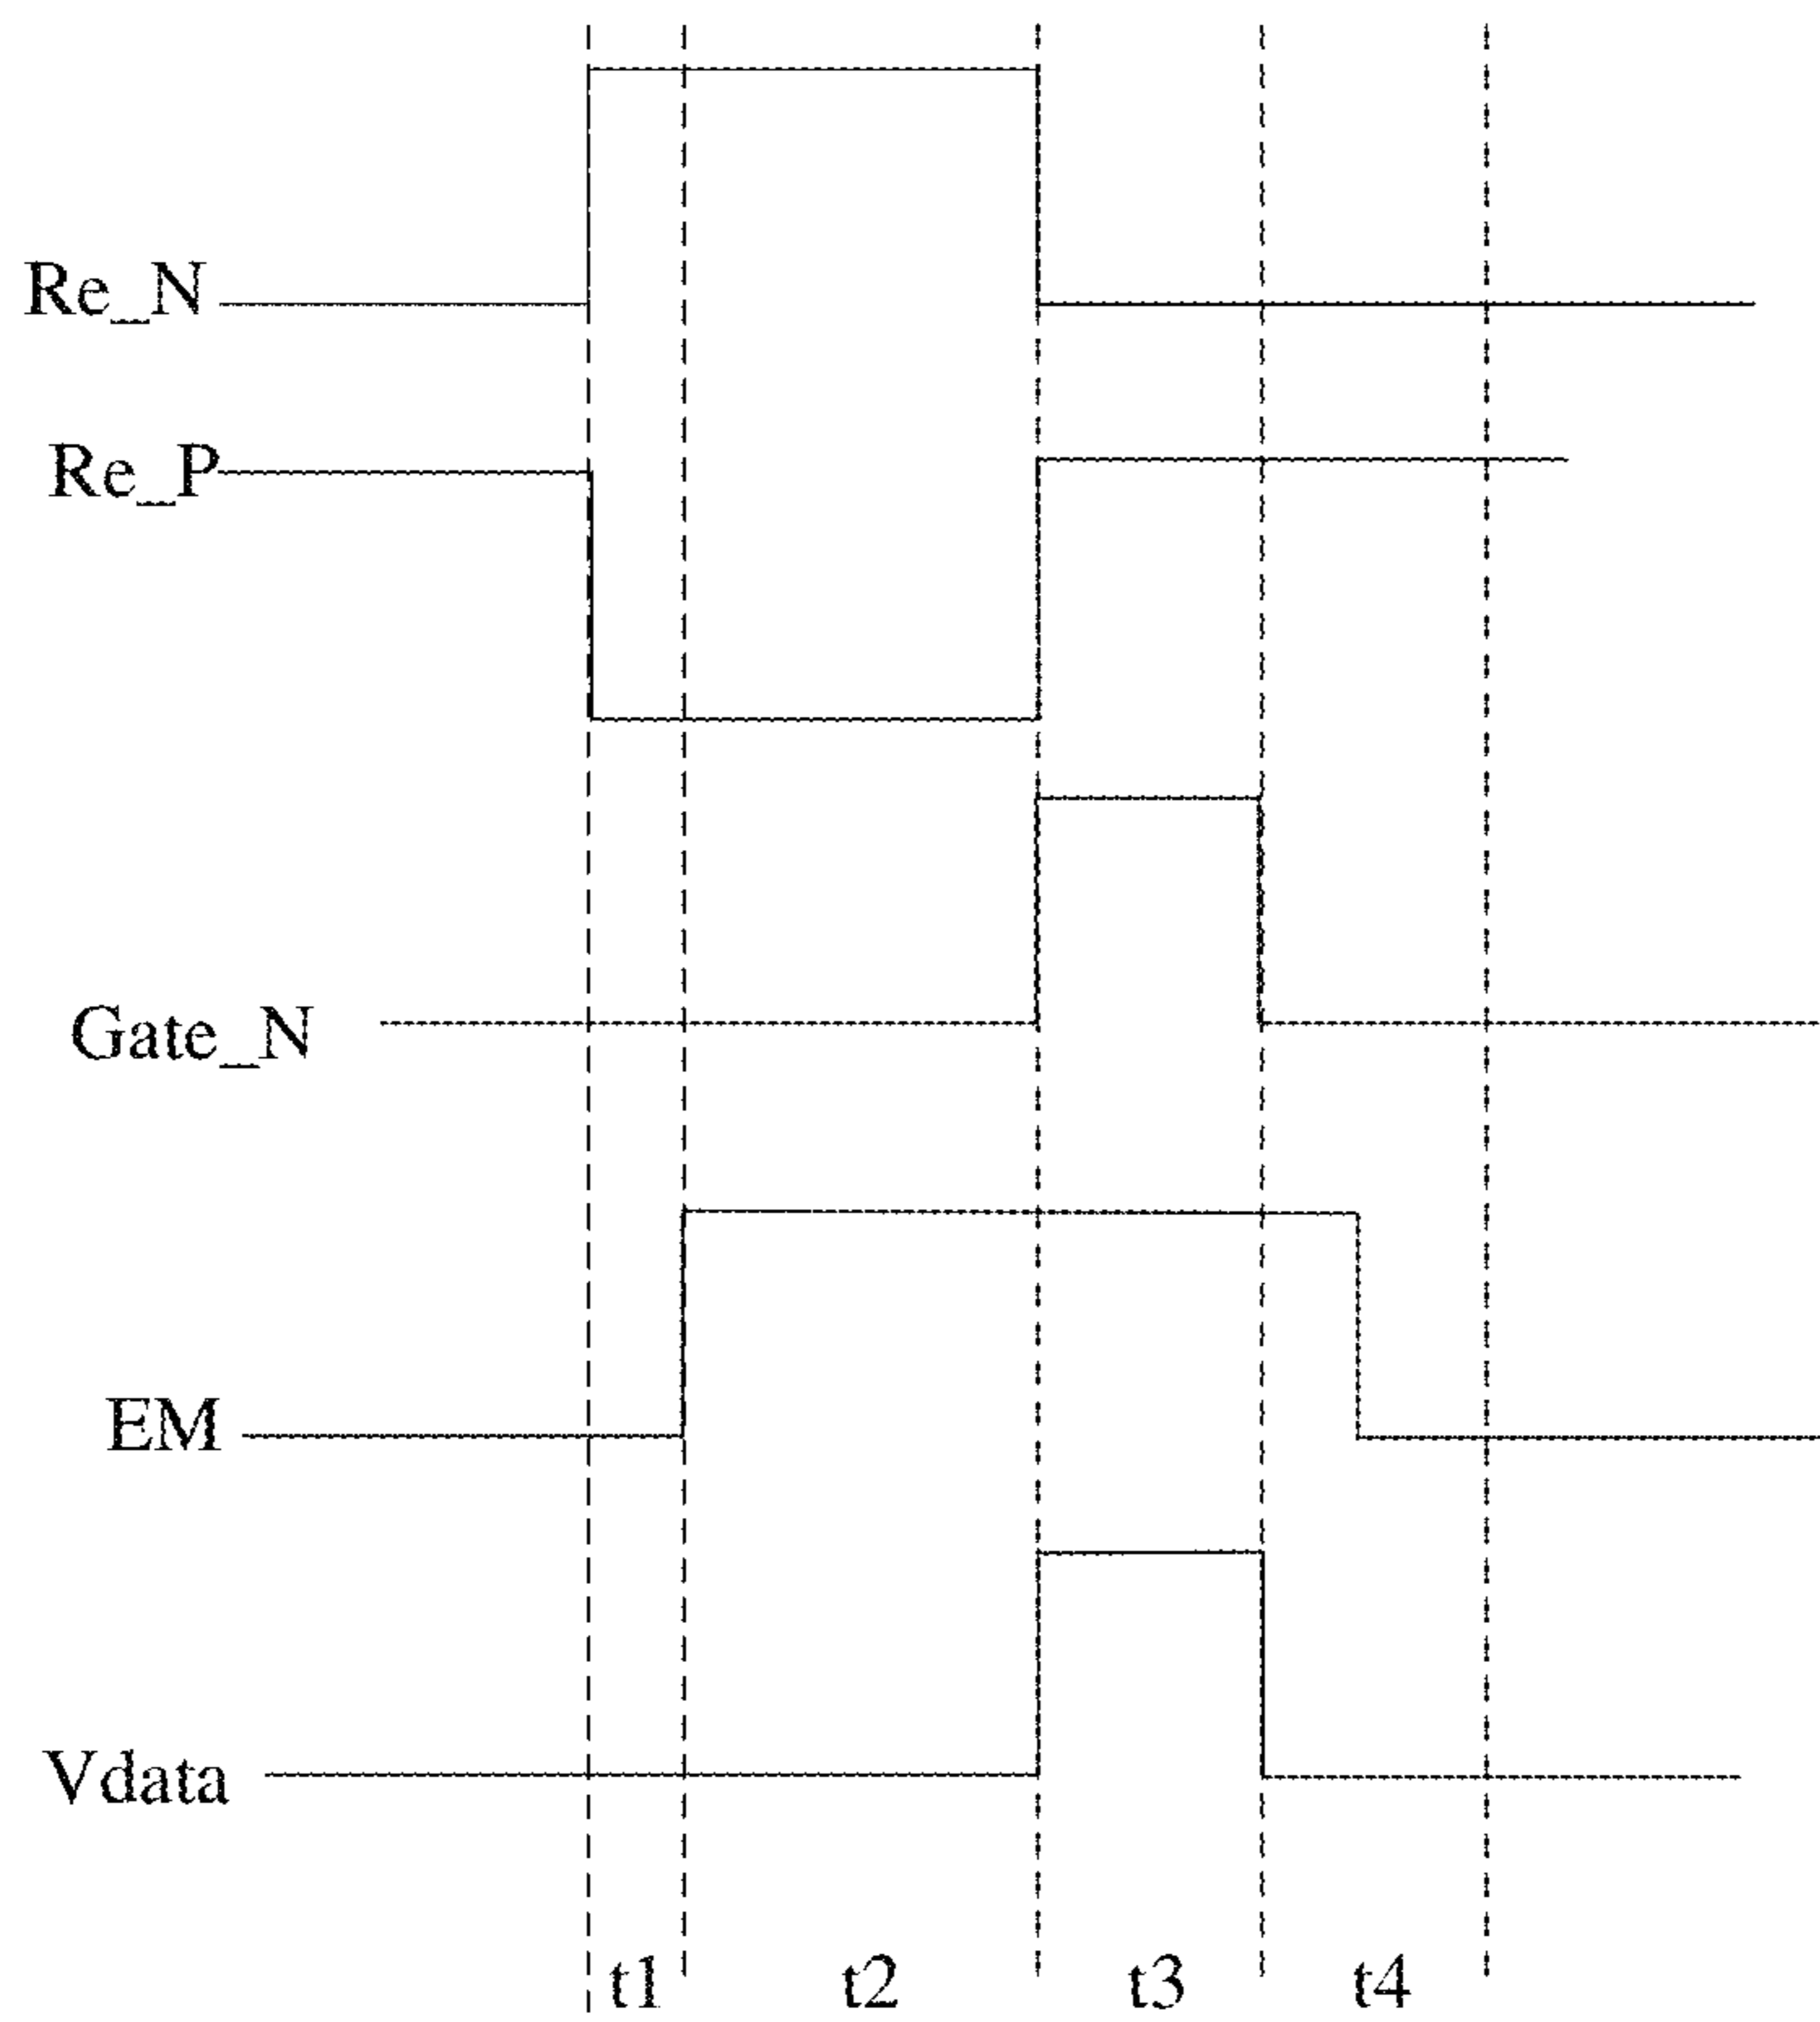 Re_N
Re_P
Gate_N
EM
Vdata
t1 t2 t3 t4